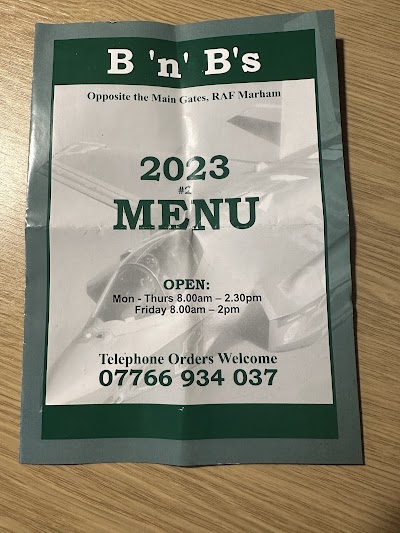 B 'n' B's
Opposite the Main Gates, RAF Marham
2023
#2
MENU
OPEN:
Mon - Thurs 8.00am – 2.30pm
Friday 8.00am – 2pm
Telephone Orders Welcome
07766 934 037